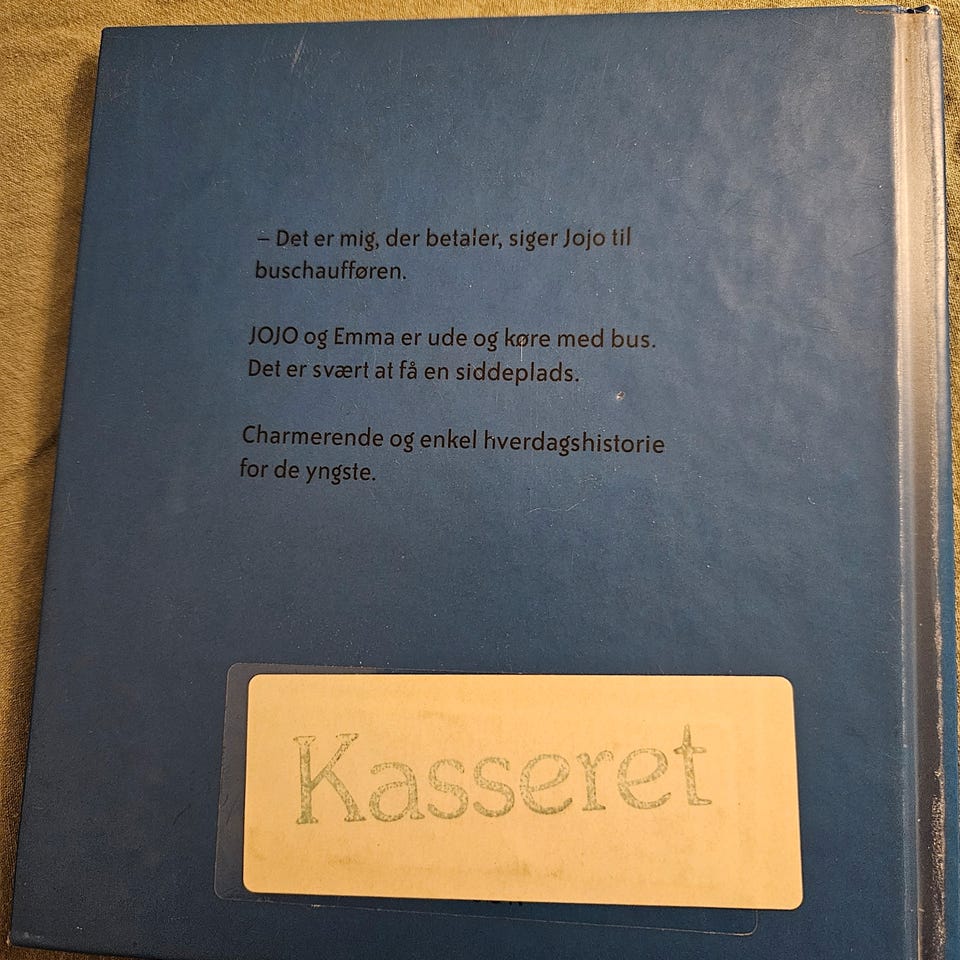 – Det er mig, der betaler, siger Jojo til
buschaufføren.
JOJO og Emma er ude og køre med bus.
Det er svært at få en siddeplads.
Charmerende og enkel hverdagshistorie
for de yngste.
Kasseret